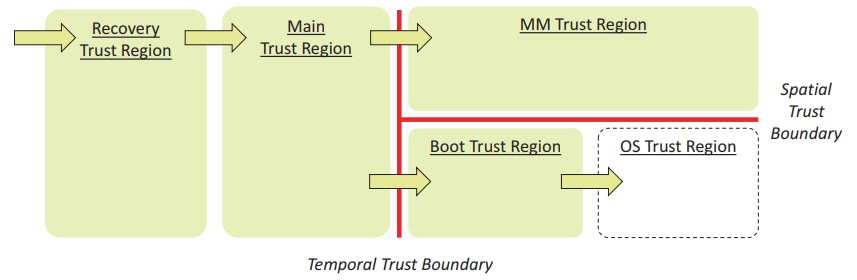 Recovery
Trust Region
Main
Trust Region
MM Trust Region
Spatial
Trust
Boundary
Boot Trust Region
OS Trust Region
Temporal Trust Boundary